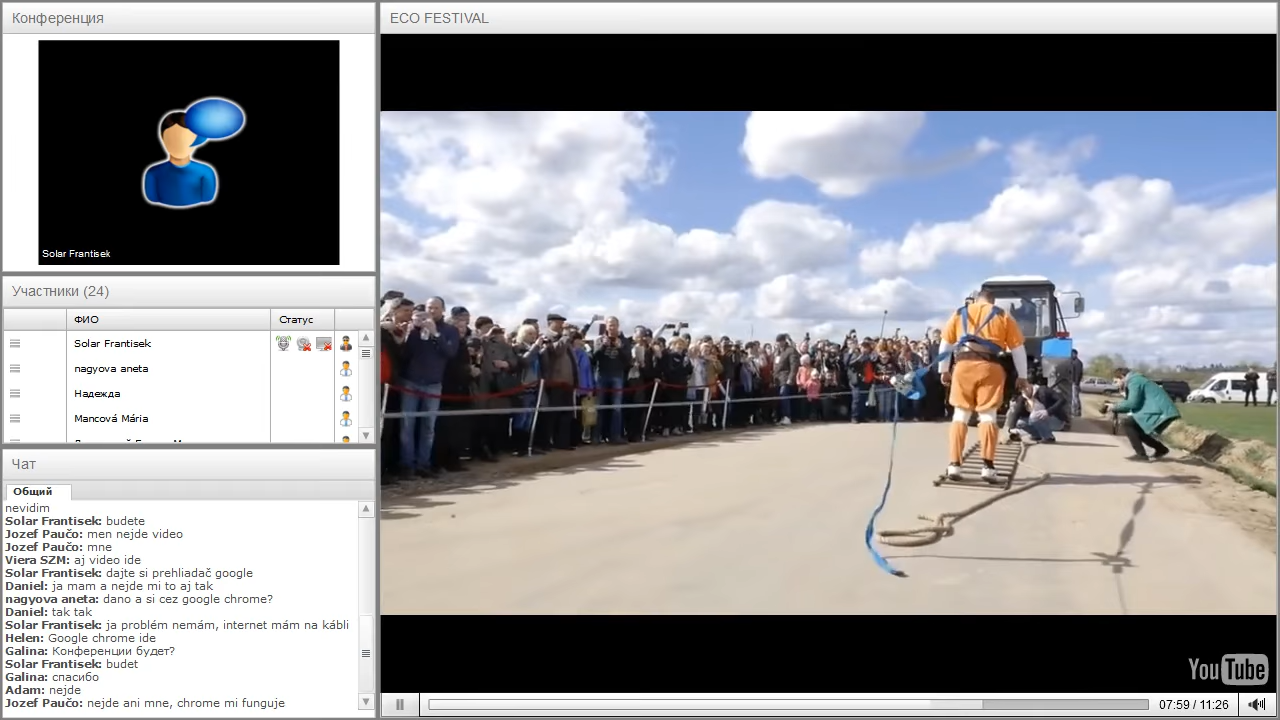 Конференция
Solar Frantisek
Участники (24)
ФИО
Статус
Solar Frantisek
nagyova aneta
Надежда
Mancová Mária
Чат
Общий
nevidim
Solar Frantisek: budete
Jozef Paučo: men nejde video
Jozef Paučo: mne
Viera SZM: aj video ide
Solar Frantisek: dajte si prehliadač google
Daniel: ja mam a nejde mi to aj tak
nagyova aneta: dano a si cez google chrome?
Daniel: tak tak
Solar Frantisek: ja problém nemám, internet mám na kábli
Helen: Google chrome ide
Galina: Конференции будет?
Solar Frantisek: budet
Galina: спасибо
Adam: nejde
Jozef Paučo: nejde ani mne, chrome mi funguje
ECO FESTIVAL
YouTube
07:59 / 11:26